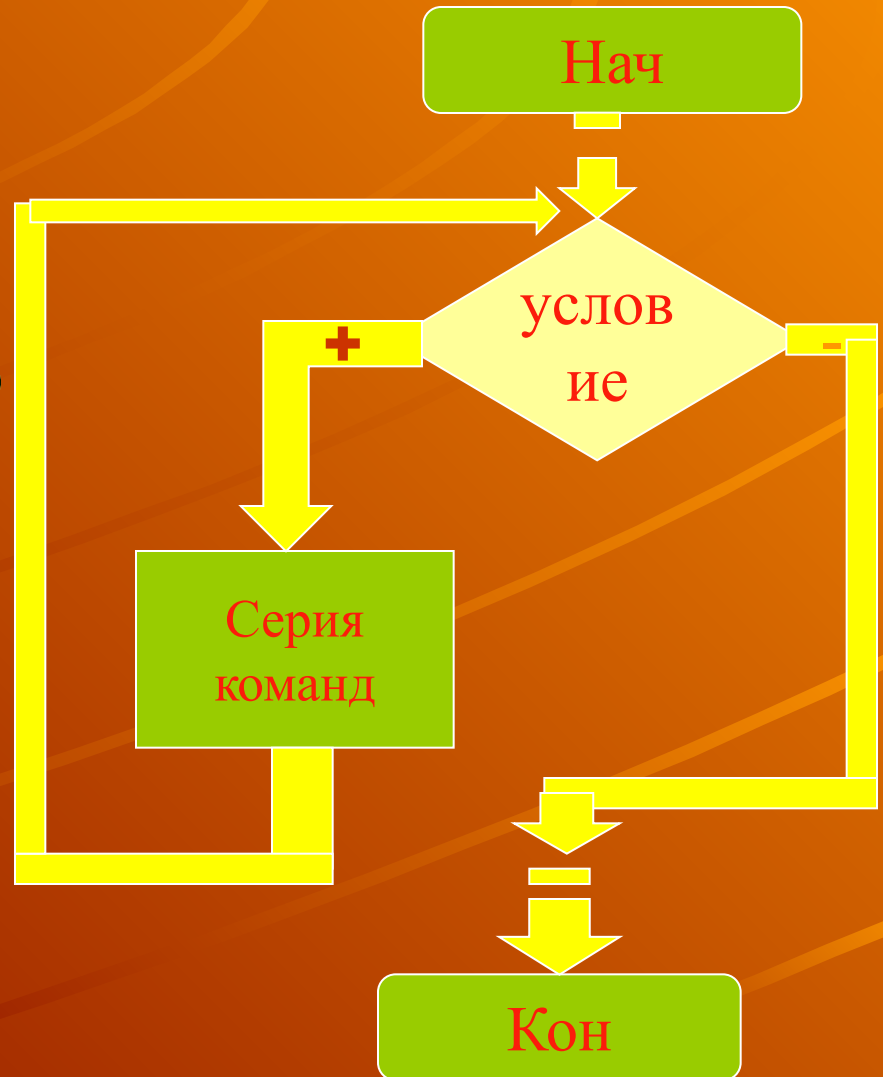 Нач
услов
ие
+
-
Серия
команд
Кон